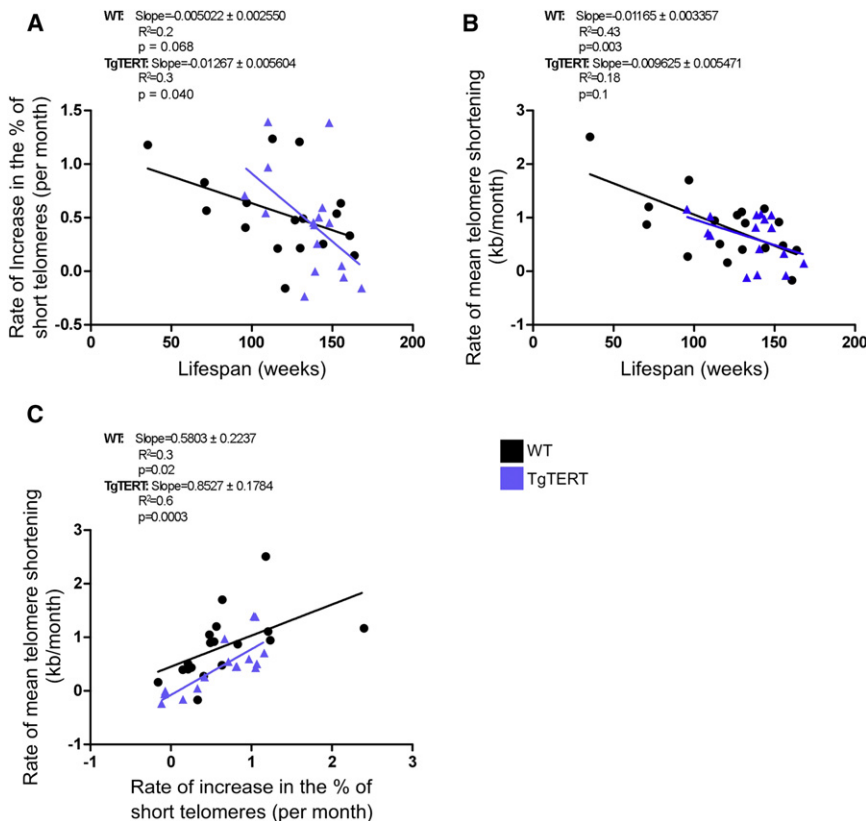 A
WT: Slope=-0.005022 ± 0.002550
R²=0.2
p = 0.068
TgTERT: Slope=-0.01267 ± 0.005604
R²=0.3
p = 0.040
Rate of Increase in the % of
short telomeres (per month)
1.5
1.0
0.5
0.0
-0.5
0
50
100
150
200
Lifespan (weeks)
B
WT: Slope=-0.01165 ± 0.003357
R²=0.43
p=0.003
TgTERT: Slope=-0.009625 ± 0.005471
R²=0.18
p=0.1
Rate of mean telomere shortening
(kb/month)
3
2
1
0
-1
0
50
100
150
200
Lifespan (weeks)
C
WT: Slope=0.5803 ± 0.2237
R²=0.3
p=0.02
TgTERT: Slope=0.8527 ± 0.1784
R²=0.6
p=0.0003
Rate of mean telomere shortening
(kb/month)
3
2
1
0
-1
-1
0
1
2
3
Rate of increase in the % of
short telomeres (per month)
WT
TgTERT